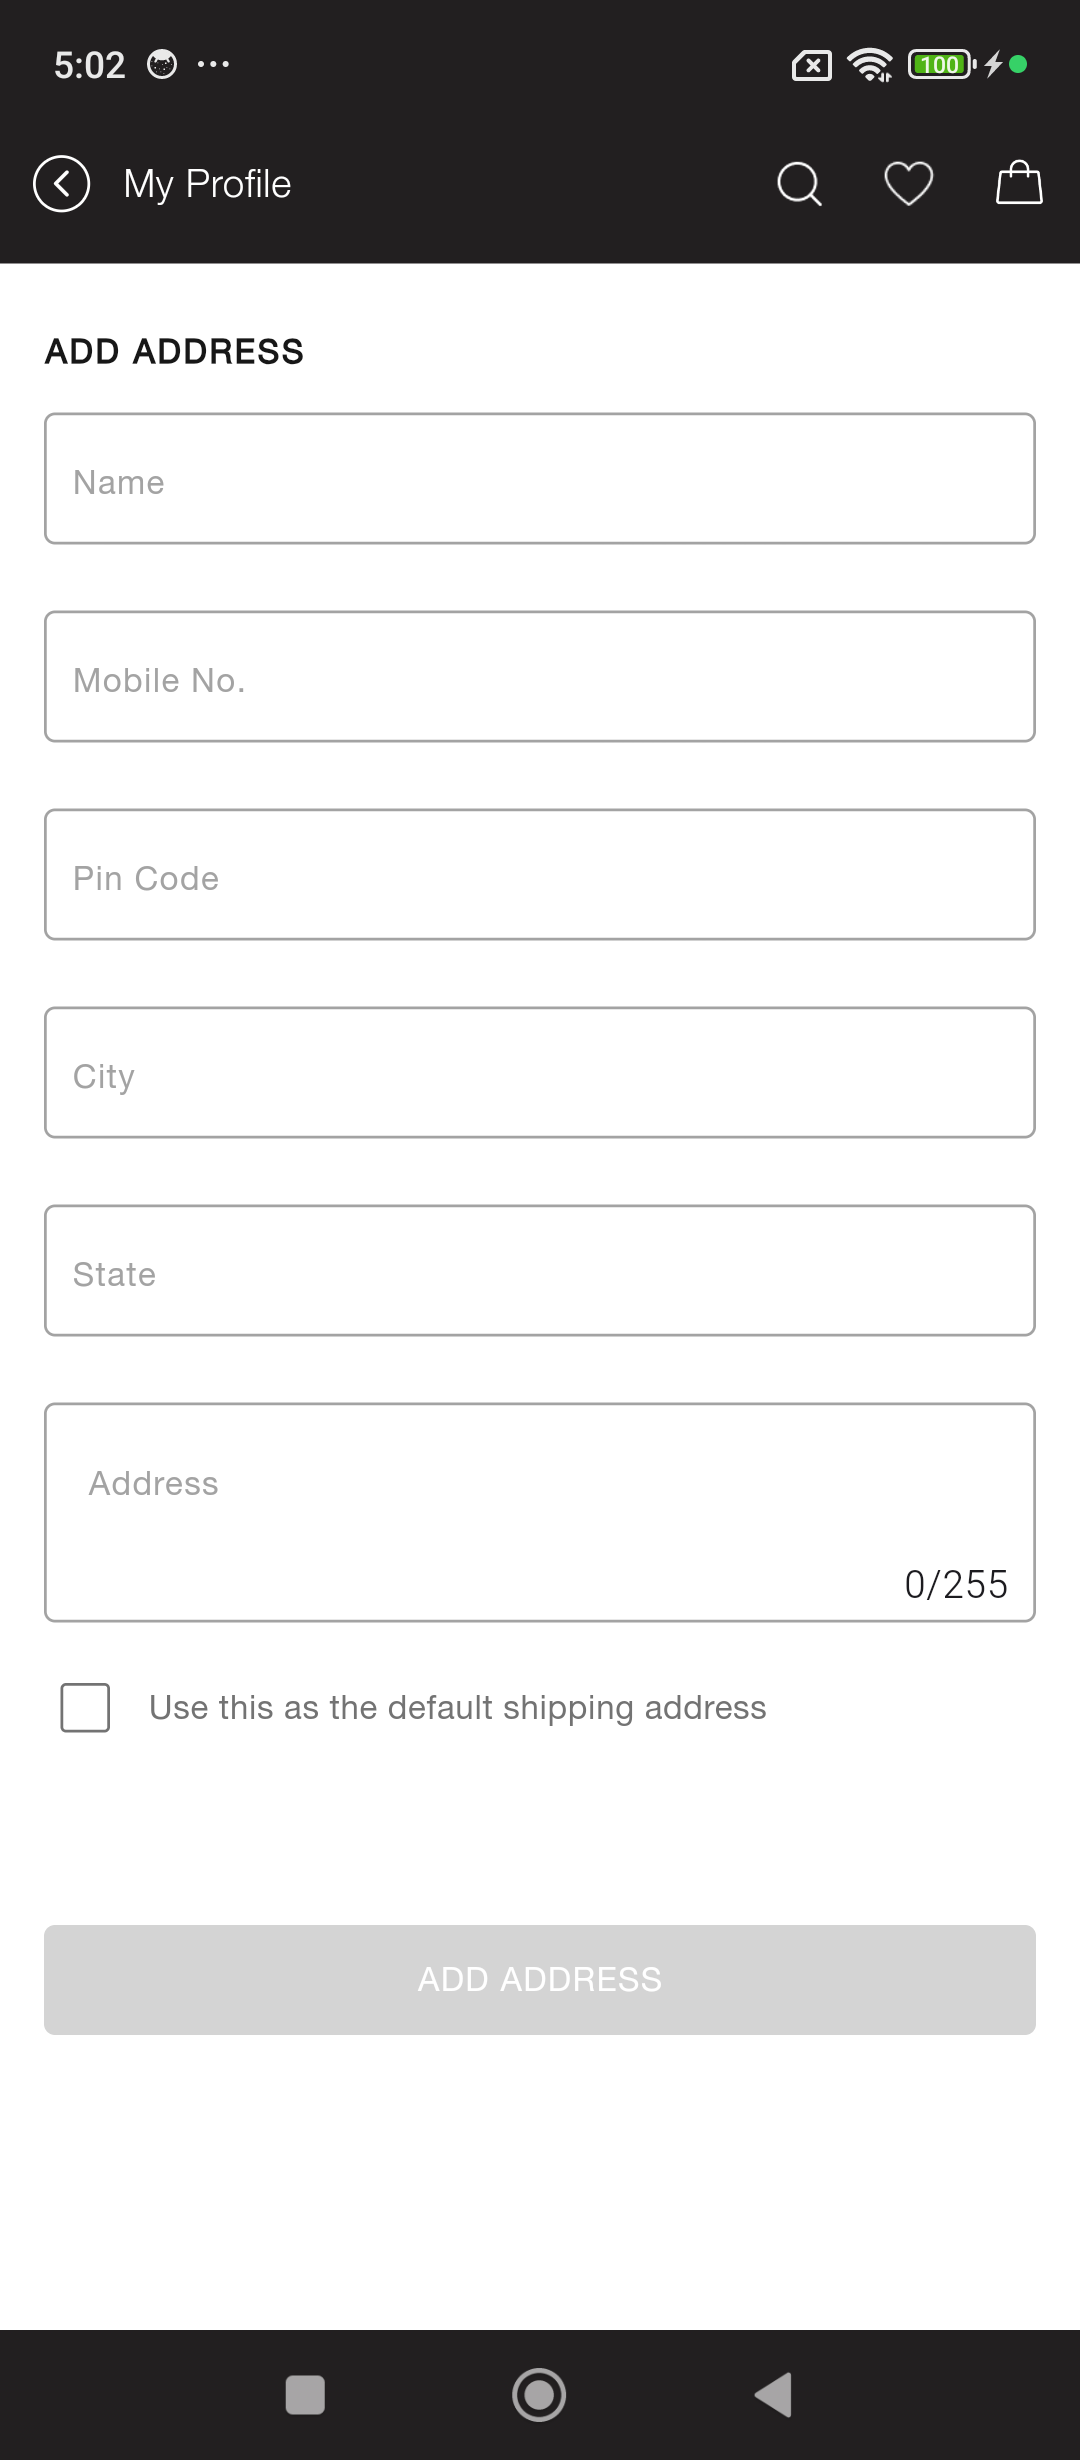 5:02
100
My Profile
ADD ADDRESS
Name
Mobile No.
Pin Code
City
State
Address
0/255
Use this as the default shipping address
ADD ADDRESS